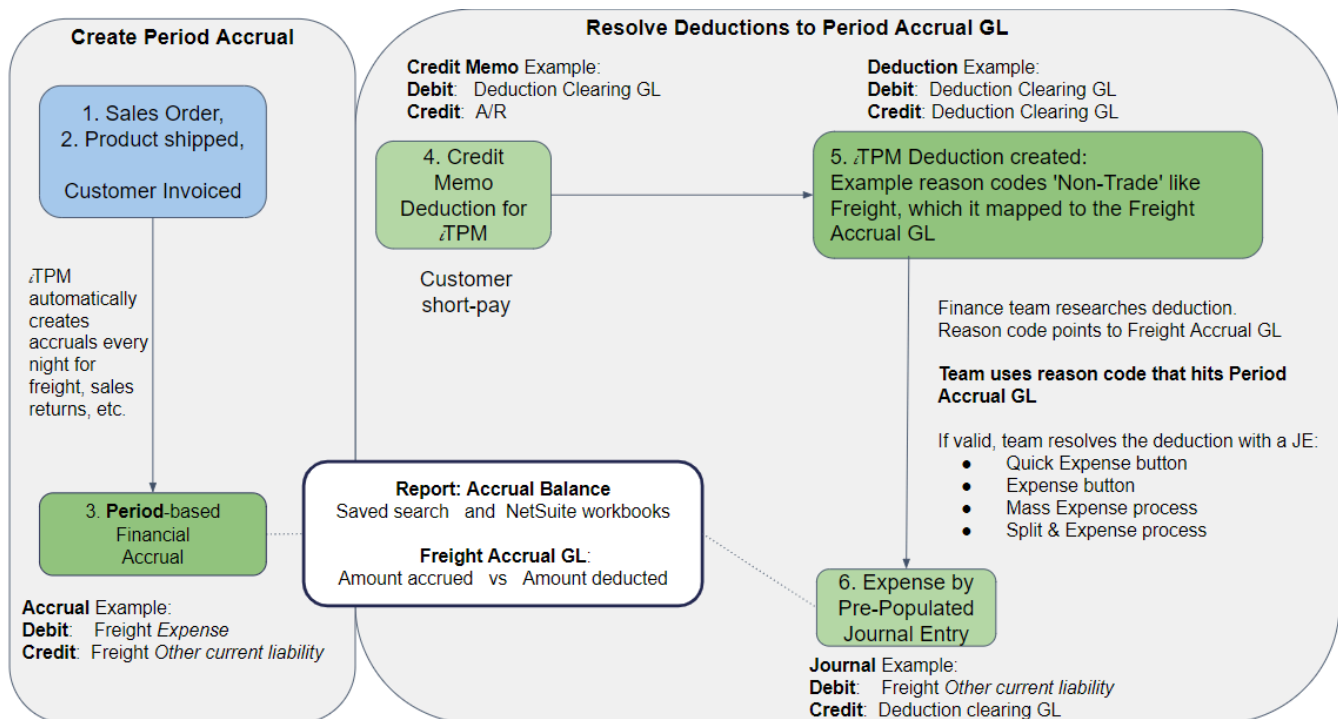 Create Period Accrual
1. Sales Order,
2. Product shipped,
Customer Invoiced
iTPM
automatically
creates
accruals every
night for
freight, sales
returns, etc.
3. Period-based
Financial
Accrual
Accrual Example:
Debit: Freight Expense
Credit: Freight Other current liability
Resolve Deductions to Period Accrual GL
Credit Memo Example:
Debit: Deduction Clearing GL
Credit: A/R
4. Credit
Memo
Deduction for
iTPM
Customer
short-pay
Deduction Example:
Debit: Deduction Clearing GL
Credit: Deduction Clearing GL
5. iTPM Deduction created:
Example reason codes 'Non-Trade' like
Freight, which it mapped to the Freight
Accrual GL
Finance team researches deduction.
Reason code points to Freight Accrual GL
Team uses reason code that hits Period
Accrual GL
If valid, team resolves the deduction with a JE:
● Quick Expense button
● Expense button
● Mass Expense process
● Split & Expense process
Report: Accrual Balance
Saved search and NetSuite workbooks
Freight Accrual GL:
Amount accrued vs Amount deducted
6. Expense by
Pre-Populated
Journal Entry
Journal Example:
Debit: Freight Other current liability
Credit: Deduction clearing GL